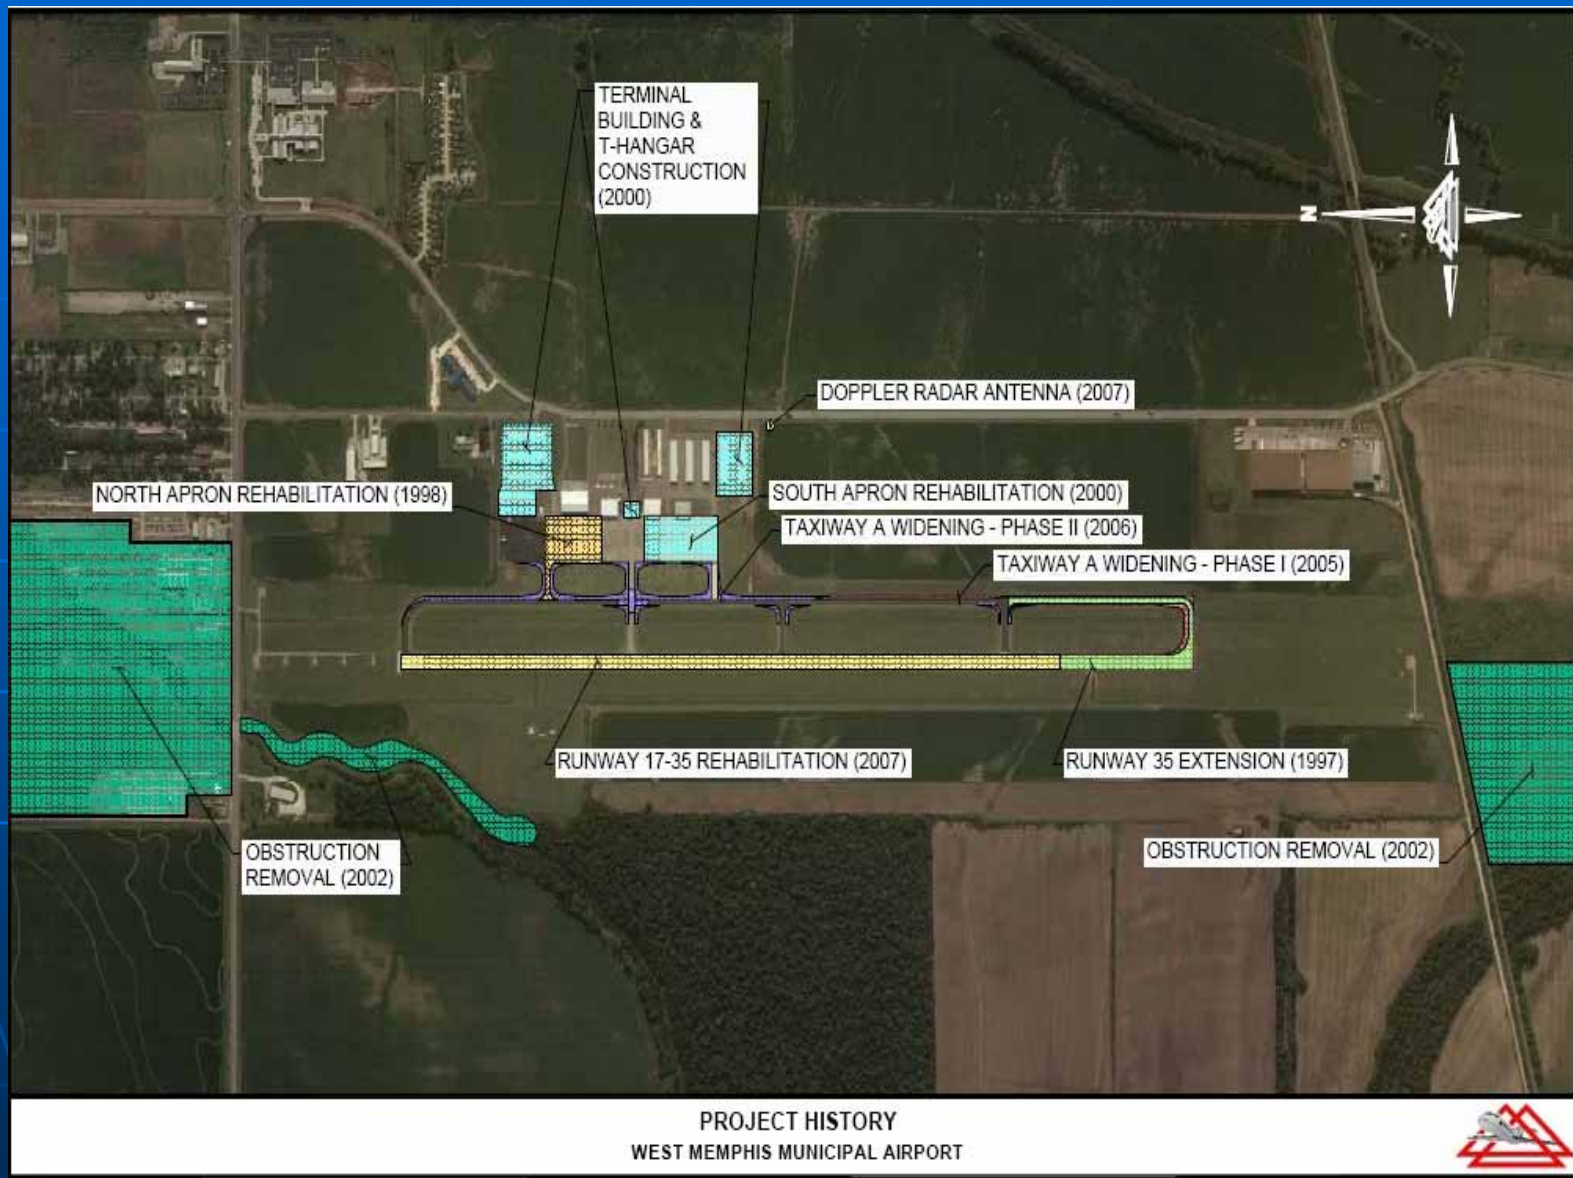 TERMINAL
BUILDING &
T-HANGAR
CONSTRUCTION
(2000)
N
DOPPLER RADAR ANTENNA (2007)
NORTH APRON REHABILITATION (1998)
SOUTH APRON REHABILITATION (2000)
TAXIWAY A WIDENING - PHASE II (2006)
TAXIWAY A WIDENING - PHASE I (2005)
RUNWAY 17-35 REHABILITATION (2007)
RUNWAY 35 EXTENSION (1997)
OBSTRUCTION
REMOVAL (2002)
OBSTRUCTION REMOVAL (2002)
PROJECT HISTORY
WEST MEMPHIS MUNICIPAL AIRPORT